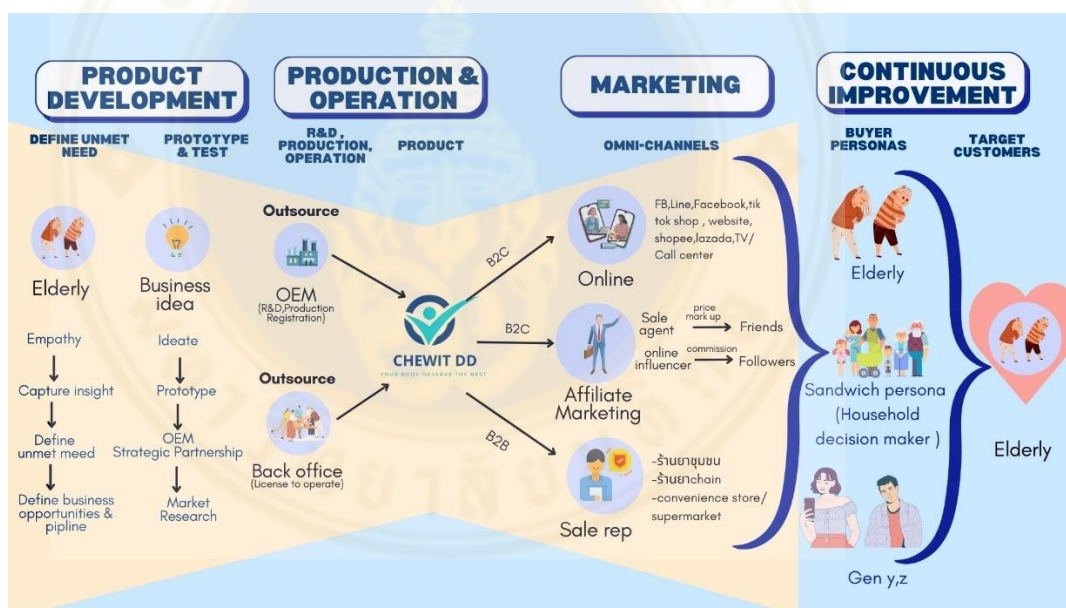 PRODUCT
DEVELOPMENT
PRODUCTION &
OPERATION
MARKETING
CONTINUOUS
IMPROVEMENT
DEFINE UNMET
NEED
PROTOTYPE
& TEST
R&D,
PRODUCTION,
OPERATION
PRODUCT
OMNI-CHANNELS
BUYER
PERSONAS
TARGET
CUSTOMERS
Elderly
Empathy
Capture insight
Define
unmet meed
Define business
opportunities &
pipline
Business
idea
Ideate
Prototype
OEM
Strategic Partnership
Market
Research
Outsource
OEM
(R&D,Production
Registration)
Outsource
Back office
(License to operate)
CHEWIT DD
YOUR BODY DESERVE THE BEST
B2C
B2C
B2B
Online
FB,Line,Facebook,tik
tok shop , website,
shopee,lazada,TV/
Call center
Affiliate
Marketing
Sale
agent
price
mark up
Friends
online
influencer
commission
Followers
Sale rep
-ร้านยาชุมชน
-ร้านยาchain
-convenience store/
supermarket
Elderly
Sandwich persona
(Household
decision maker )
Gen y,z
Elderly